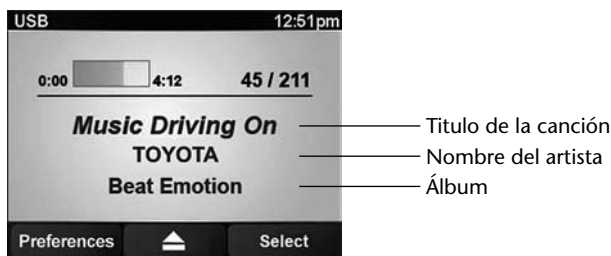 USB 12:51pm
0:00 4:12 45 / 211
Music Driving On Titulo de la canción
TOYOTA Nombre del artista
Beat Emotion Álbum
Preferences Select